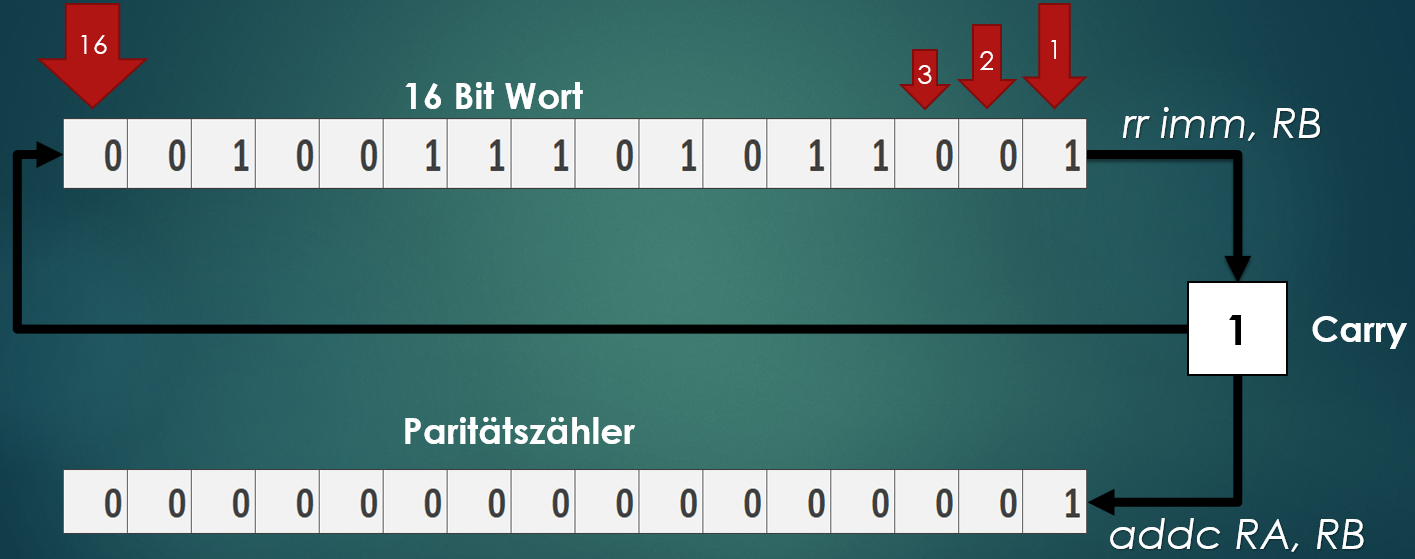 16
3
2
1
16 Bit Wort
rr imm, RB
0 0 1 0 0 1 1 1 0 1 0 1 1 0 0 1
1
Carry
Paritätszähler
0 0 0 0 0 0 0 0 0 0 0 0 0 0 0 1
addc RA, RB